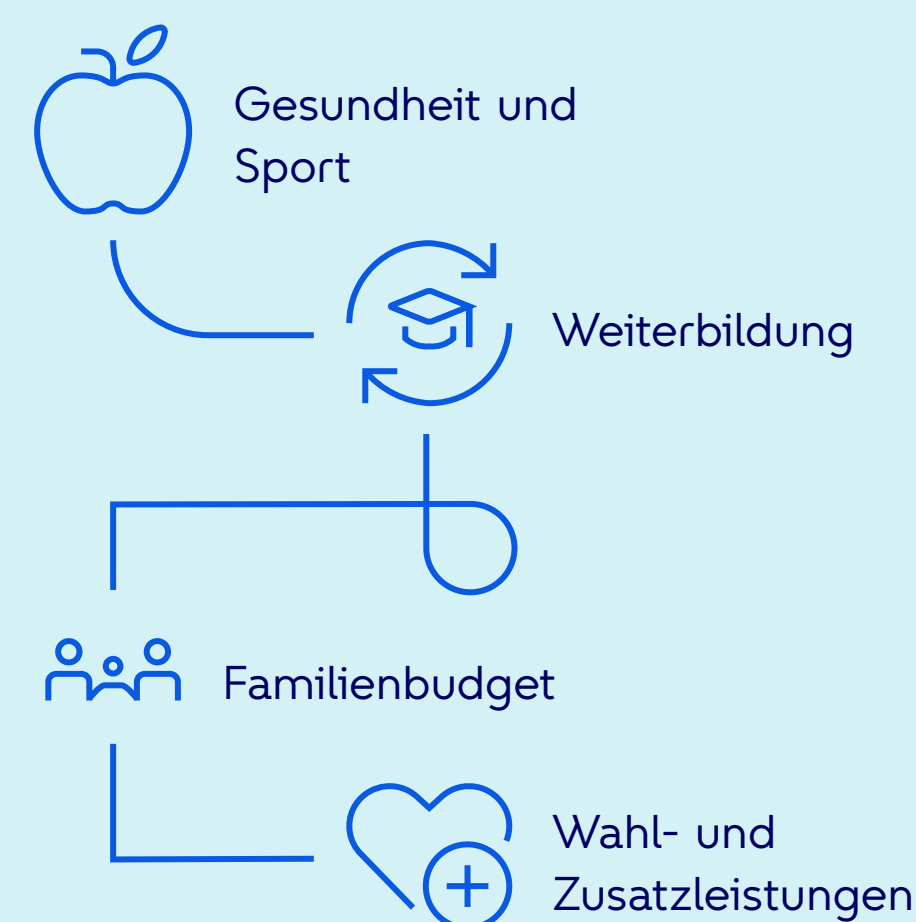 Gesundheit und
Sport
Weiterbildung
Familienbudget
Wahl- und
Zusatzleistungen